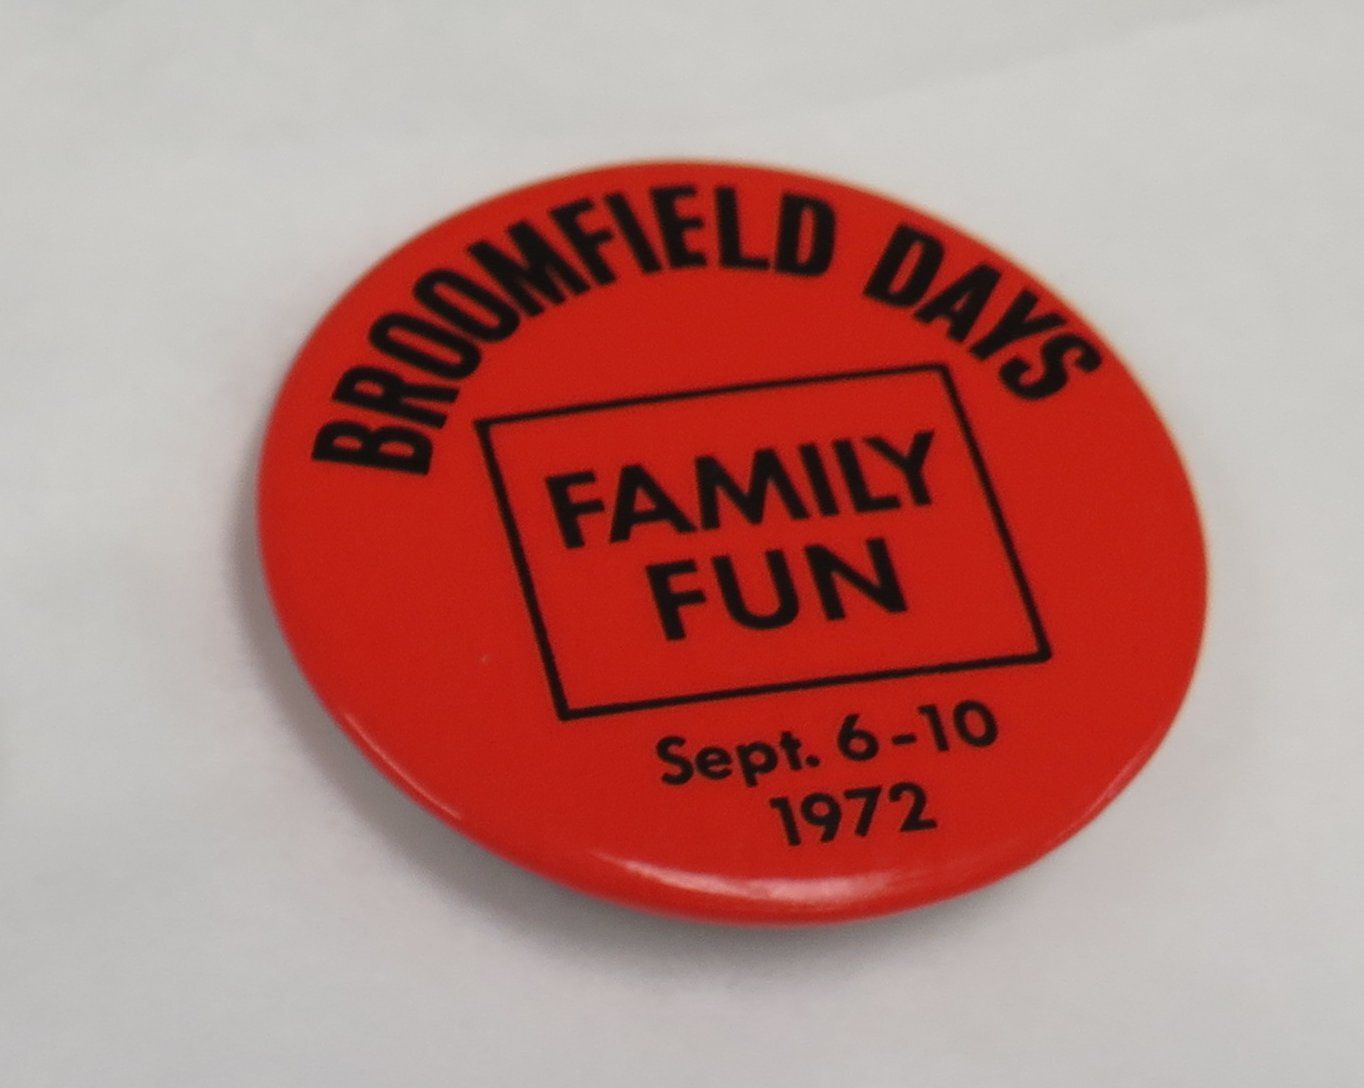 BROOMFIELD DAYS
FAMILY
FUN
Sept. 6-10
1972